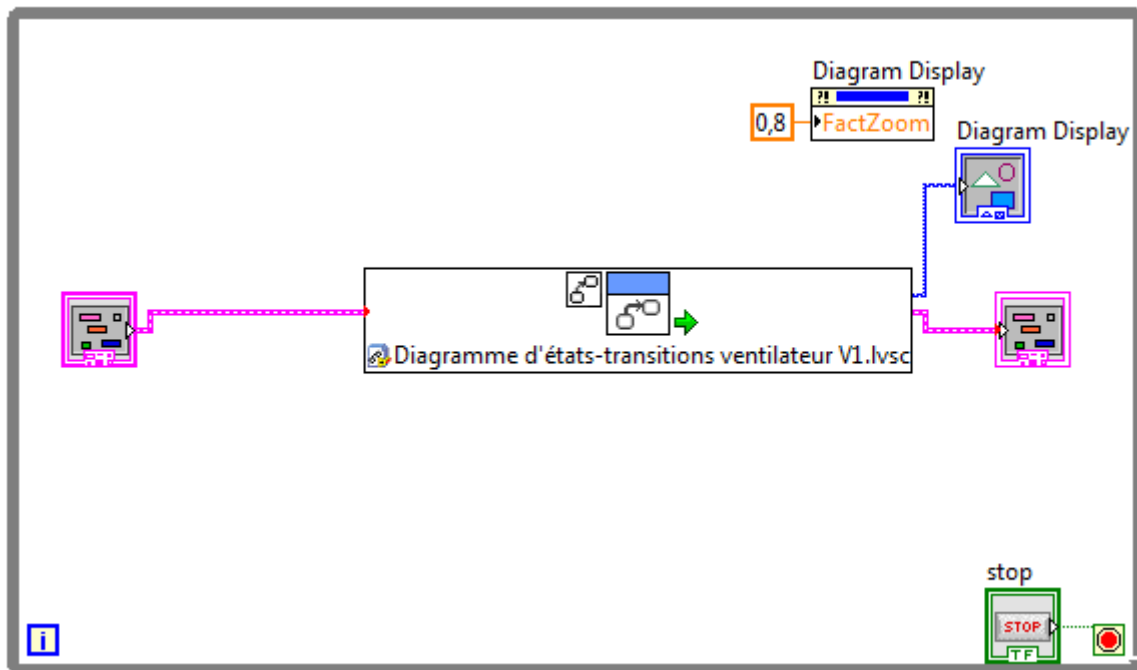 Diagram Display
?! ?!
0,8
FactZoom
Diagram Display
Diagramme d'états-transitions ventilateur V1.lvsc
stop
STOP
TF
i